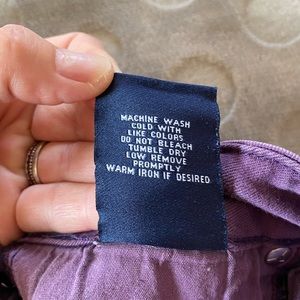 MACHINE WASH
COLD WITH
LIKE COLORS
DO NOT BLEACH
TUMBLE DRY
LOW REMOVE
PROMPTLY
WARM IRON IF DESIRED